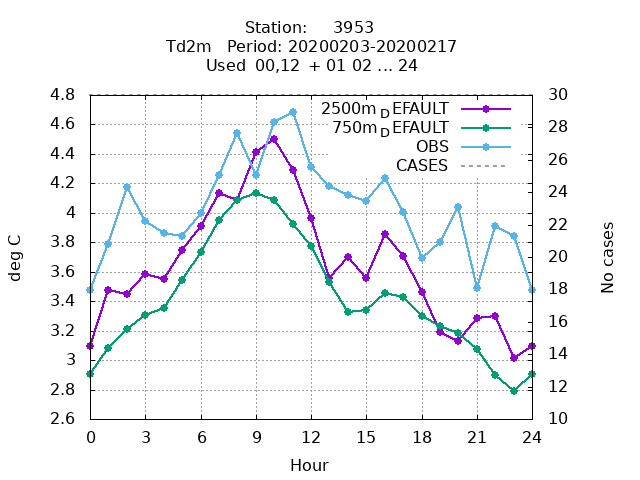 Station: 3953
Td2m Period: 20200203-20200217
Used 00,12 + 01 02 ... 24
4.8
4.6
4.4
4.2
4
3.8
3.6
3.4
3.2
3
2.8
2.6
deg C
2500mDEFAULT
750mDEFAULT
OBS
CASES
30
28
26
24
22
20
18
16
14
12
10
No cases
0 3 6 9 12 15 18 21 24
Hour